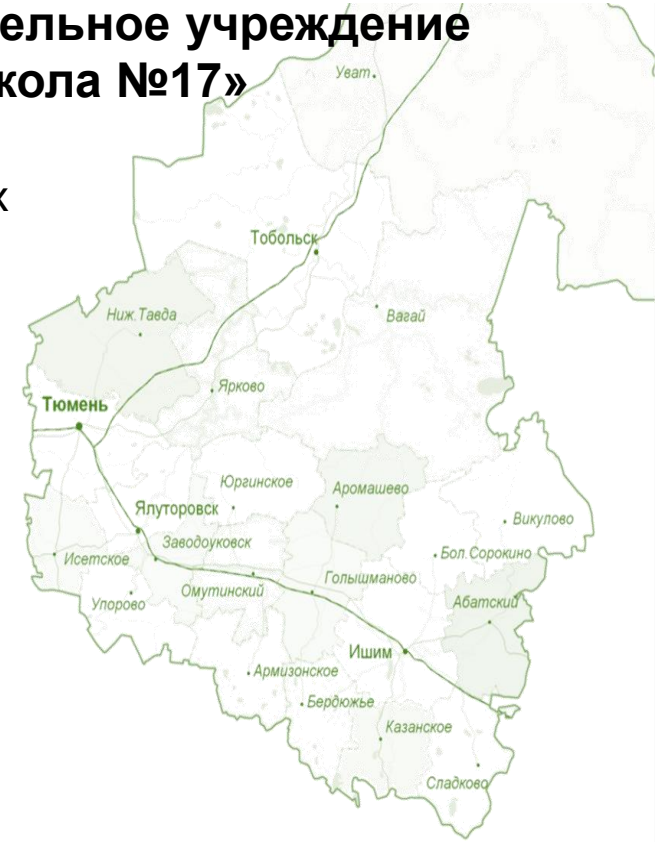 ельное учреждение
кола №17»
х
Уват
Тобольск
Ниж.Тавда
Вагай
Ярково
Тюмень
Юргинское
Аромашево
Ялуторовск
Викулово
Заводоуковск
Бол.Сорокино
Исетское
Голышманово
Омутинский
Упорово
Абатский
Ишим
Армизонское
Бердюжье
Казанское
Сладково